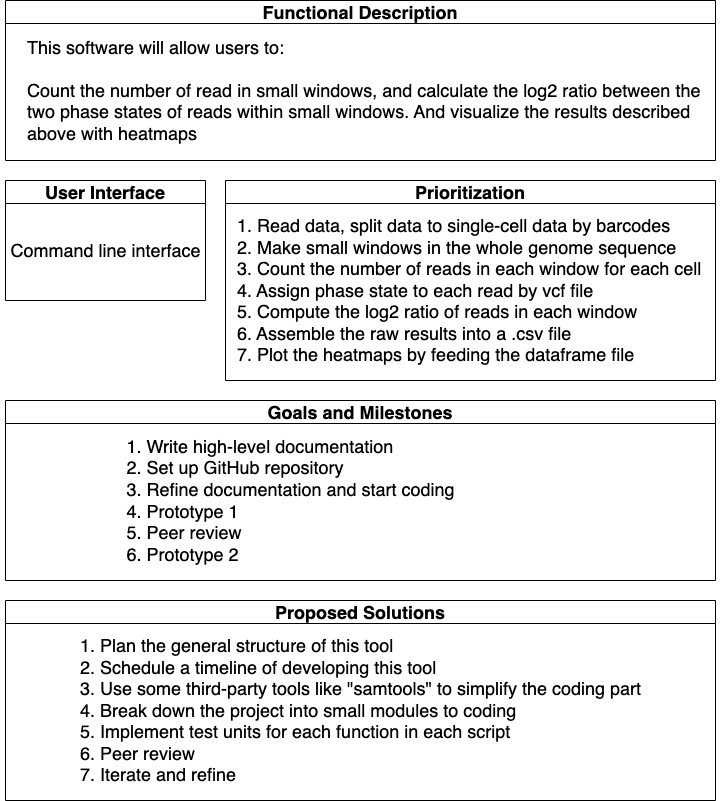 Functional Description
This software will allow users to:
Count the number of read in small windows, and calculate the log2 ratio between the
two phase states of reads within small windows. And visualize the results described
above with heatmaps
User Interface
Command line interface
Prioritization
1. Read data, split data to single-cell data by barcodes
2. Make small windows in the whole genome sequence
3. Count the number of reads in each window for each cell
4. Assign phase state to each read by vcf file
5. Compute the log2 ratio of reads in each window
6. Assemble the raw results into a .csv file
7. Plot the heatmaps by feeding the dataframe file
Goals and Milestones
1. Write high-level documentation
2. Set up GitHub repository
3. Refine documentation and start coding
4. Prototype 1
5. Peer review
6. Prototype 2
Proposed Solutions
1. Plan the general structure of this tool
2. Schedule a timeline of developing this tool
3. Use some third-party tools like "samtools" to simplify the coding part
4. Break down the project into small modules to coding
5. Implement test units for each function in each script
6. Peer review
7. Iterate and refine